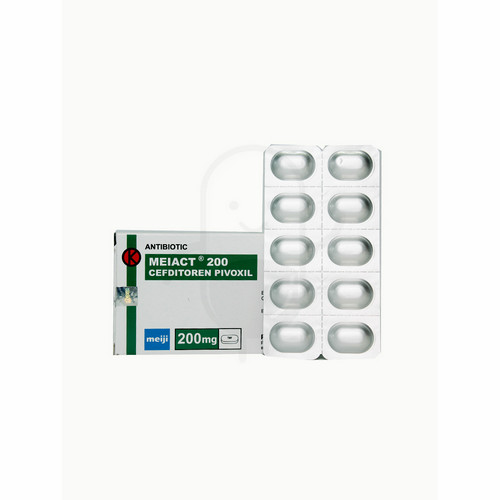 ANTIBIOTIC
K
MEIACT® 200
CEFDITOREN PIVOXIL
meiji
200mg